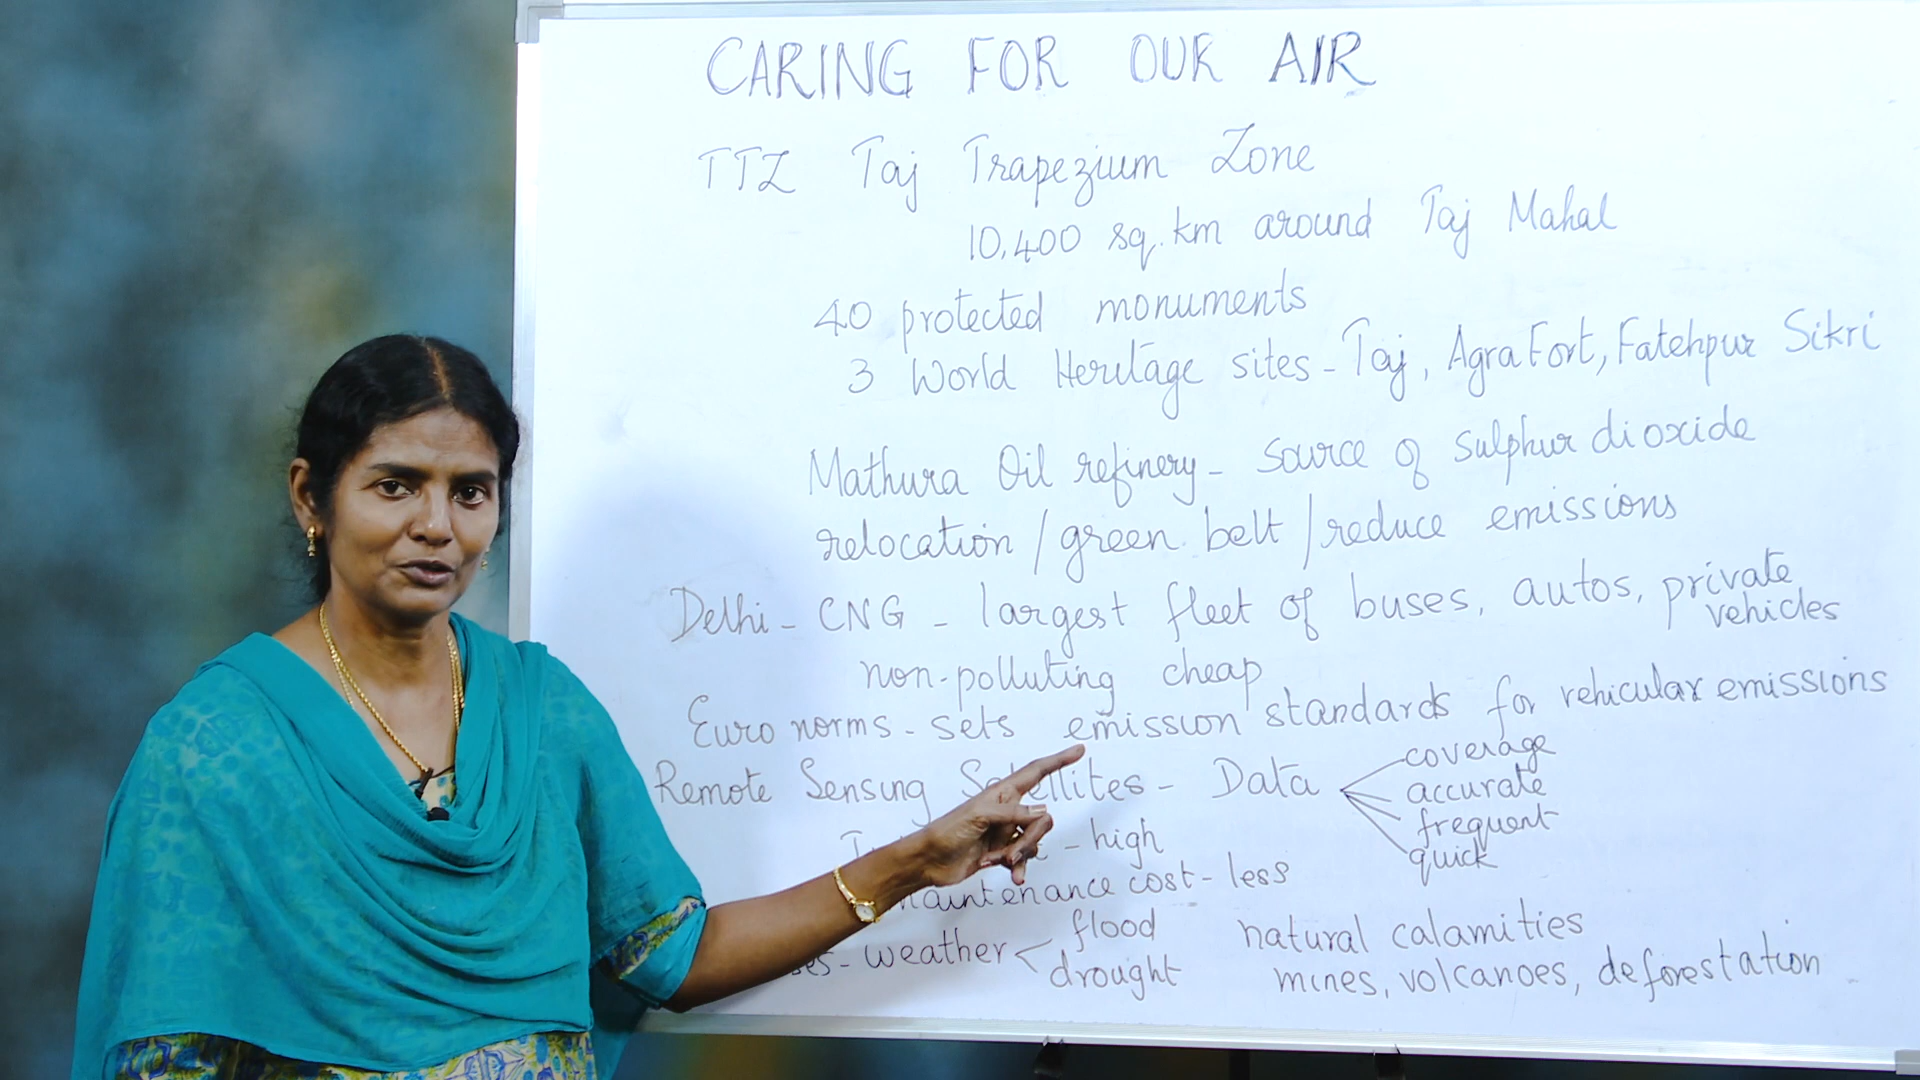 CARING FOR OUR AIR
TTZ Taj Trapezium Zone
10,400 sq.km around Taj Mahal
40 protected monuments
3 World Heritage sites - Taj, Agra Fort, Fatehpur Sikri
Mathura Oil refinery - source of sulphur dioxide
relocation / green belt / reduce emissions
Delhi - CNG - largest fleet of buses, autos, private vehicles
non-polluting cheap
Euro norms - sets emission standards for vehicular emissions
Remote Sensing Satellites - Data
coverage
accurate
frequent
quick
- high
maintenance cost - less
- weather flood natural calamities
drought mines, volcanoes, deforestation